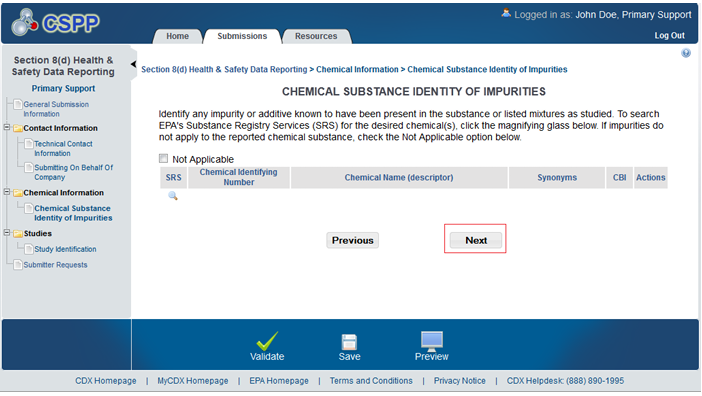 CSPP
Logged in as: John Doe, Primary Support
Home
Submissions
Resources
Log Out
Section 8(d) Health &
Safety Data Reporting
Primary Support
General Submission
Information
Contact Information
Technical Contact
Information
Submitting On Behalf Of
Company
Chemical Information
Chemical Substance
Identity of Impurities
Studies
Study Identification
Submitter Requests
Section 8(d) Health & Safety Data Reporting > Chemical Information > Chemical Substance Identity of Impurities
CHEMICAL SUBSTANCE IDENTITY OF IMPURITIES
Identify any impurity or additive known to have been present in the substance or listed mixtures as studied. To search
EPA's Substance Registry Services (SRS) for the desired chemical(s), click the magnifying glass below. If impurities do
not apply to the reported chemical substance, check the Not Applicable option below.
Not Applicable
SRS
Chemical Identifying
Number
Chemical Name (descriptor)
Synonyms
CBI
Actions
Previous
Next
Validate
Save
Preview
CDX Homepage | MyCDX Homepage | EPA Homepage | Terms and Conditions | Privacy Notice | CDX Helpdesk: (888) 890-1995